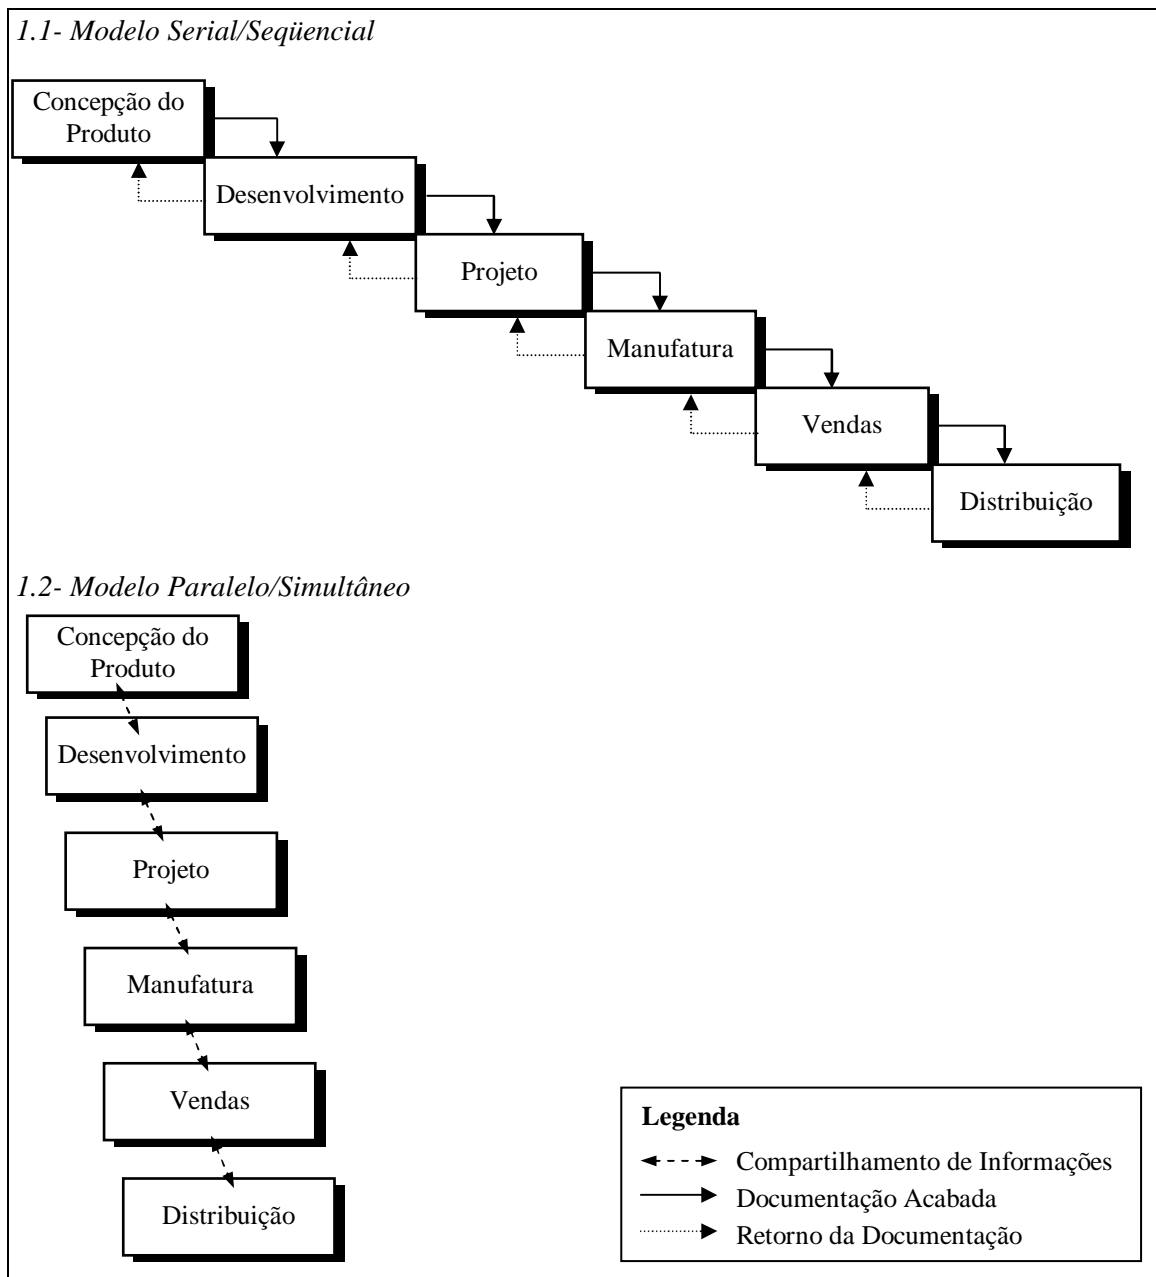 1.1- Modelo Serial/Seqüencial
Concepção do
Produto
Desenvolvimento
Projeto
Manufatura
Vendas
Distribuição
1.2- Modelo Paralelo/Simultâneo
Concepção do
Produto
Desenvolvimento
Projeto
Manufatura
Vendas
Distribuição
Legenda
Compartilhamento de Informações
Documentação Acabada
Retorno da Documentação